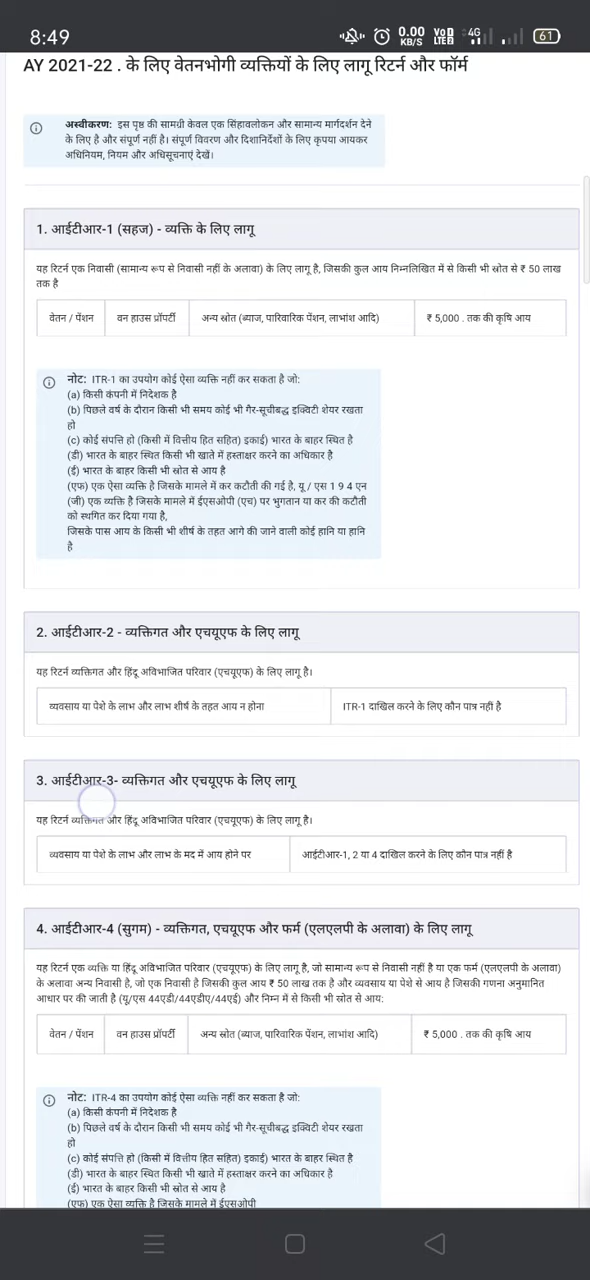 8:49
0.00
KB/S
Vo
LTE2
4G
61
AY 2021-22 . के लिए वेतनभोगी व्यक्तियों के लिए लागू रिटर्न और फॉर्म
अस्वीकरण: इस पृष्ठ की सामग्री केवल एक सिंहावलोकन और सामान्य मार्गदर्शन देने
के लिए है और संपूर्ण नहीं है। संपूर्ण विवरण और दिशानिर्देशों के लिए कृपया आयकर
अधिनियम, नियम और अधिसूचनाएं देखें।
1. आईटीआर-1 (सहज) - व्यक्ति के लिए लागू
यह रिटर्न एक निवासी (सामान्य रूप से निवासी नहीं के अलावा) के लिए लागू है, जिसकी कुल आय निम्नलिखित में से किसी भी स्रोत से ₹ 50 लाख
तक है
वेतन / पेंशन वन हाउस प्रॉपर्टी अन्य स्रोत (ब्याज, पारिवारिक पेंशन, लाभांश आदि) ₹ 5,000 . तक की कृषि आय
नोट: ITR-1 का उपयोग कोई ऐसा व्यक्ति नहीं कर सकता है जो:
(a) किसी कंपनी में निदेशक है
(b) पिछले वर्ष के दौरान किसी भी समय कोई भी गैर-सूचीबद्ध इक्विटी शेयर रखता
हो
(c) कोई संपत्ति हो (किसी में वित्तीय हित सहित) इकाई) भारत के बाहर स्थित है
(डी) भारत के बाहर स्थित किसी भी खाते में हस्ताक्षर करने का अधिकार है
(ई) भारत के बाहर किसी भी स्रोत से आय है
(एफ) एक ऐसा व्यक्ति है जिसके मामले में कर कटौती की गई है, यू / एस 1 9 4 एन
(जी) एक व्यक्ति है जिसके मामले में ईएसओपी (एच) पर भुगतान या कर की कटौती
को स्थगित कर दिया गया है,
जिसके पास आय के किसी भी शीर्ष के तहत आगे की जाने वाली कोई हानि या हानि
है
2. आईटीआर-2 - व्यक्तिगत और एचयूएफ के लिए लागू
यह रिटर्न व्यक्तिगत और हिंदू अविभाजित परिवार (एचयूएफ) के लिए लागू है।
व्यवसाय या पेशे के लाभ और लाभ शीर्ष के तहत आय न होना ITR-1 दाखिल करने के लिए कौन पात्र नहीं है
3. आईटीआर-3- व्यक्तिगत और एचयूएफ के लिए लागू
यह रिटर्न व्यक्तिगत और हिंदू अविभाजित परिवार (एचयूएफ) के लिए लागू है।
व्यवसाय या पेशे के लाभ और लाभ के मद में आय होने पर आईटीआर-1, 2 या 4 दाखिल करने के लिए कौन पात्र नहीं है
4. आईटीआर-4 (सुगम) - व्यक्तिगत, एचयूएफ और फर्म (एलएलपी के अलावा) के लिए लागू
यह रिटर्न एक व्यक्ति या हिंदू अविभाजित परिवार (एचयूएफ) के लिए लागू है, जो सामान्य रूप से निवासी नहीं है या एक फर्म (एलएलपी के अलावा)
के अलावा अन्य निवासी है, जो एक निवासी है जिसकी कुल आय ₹ 50 लाख तक है और व्यवसाय या पेशे से आय है जिसकी गणना अनुमानित
आधार पर की जाती है (यू/एस 44एडी/44एडीए/44एई) और निम्न में से किसी भी स्रोत से आय:
वेतन / पेंशन वन हाउस प्रॉपर्टी अन्य स्रोत (ब्याज, पारिवारिक पेंशन, लाभांश आदि) ₹ 5,000 . तक की कृषि आय
नोट: ITR-4 का उपयोग कोई ऐसा व्यक्ति नहीं कर सकता है जो:
(a) किसी कंपनी में निदेशक है
(b) पिछले वर्ष के दौरान किसी भी समय कोई भी गैर-सूचीबद्ध इक्विटी शेयर रखता
हो
(c) कोई संपत्ति हो (किसी में वित्तीय हित सहित) इकाई) भारत के बाहर स्थित है
(डी) भारत के बाहर स्थित किसी भी खाते में हस्ताक्षर करने का अधिकार है
(ई) भारत के बाहर किसी भी स्रोत से आय है
(एफ) एक ऐसा व्यक्ति है जिसके मामले में ईएसओपी